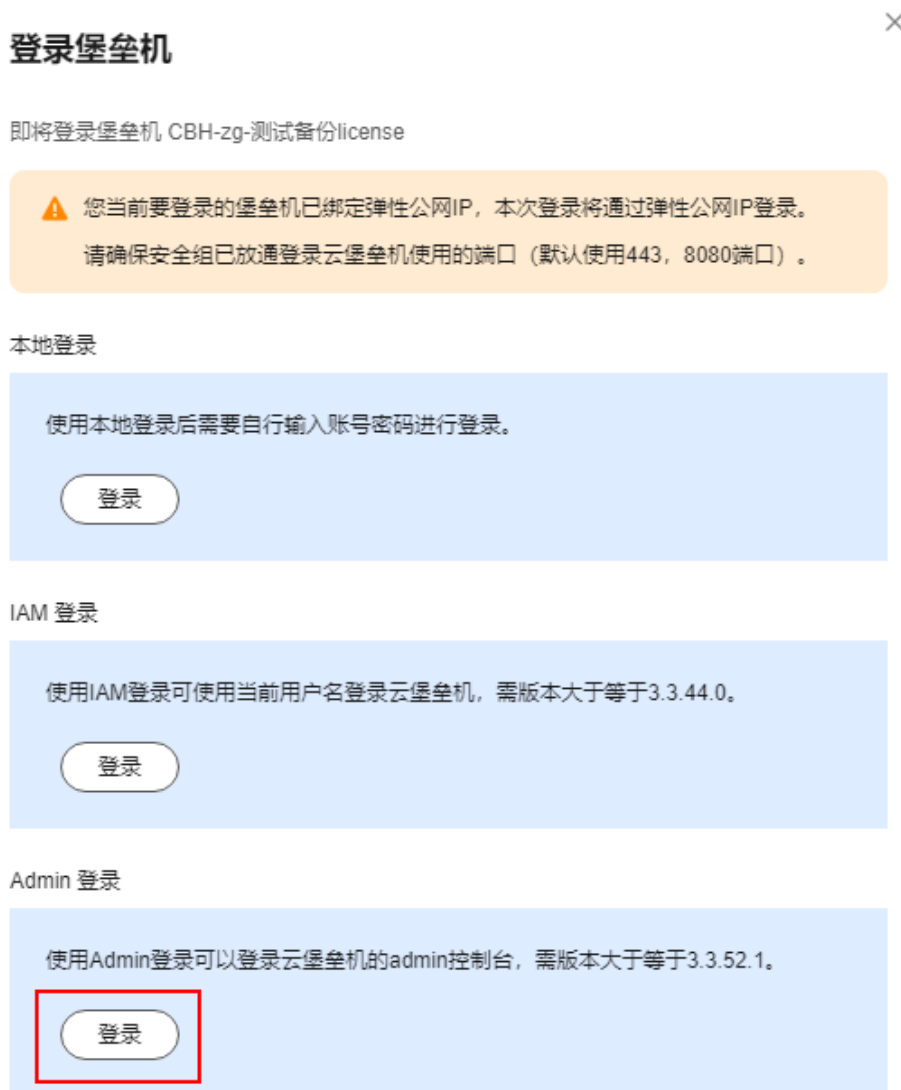 登录堡垒机
即将登录堡垒机 CBH-zg-测试备份license
您当前要登录的堡垒机已绑定弹性公网IP，本次登录将通过弹性公网IP登录。
请确保安全组已放通登录云堡垒机使用的端口（默认使用443，8080端口）。
本地登录
使用本地登录后需要自行输入账号密码进行登录。
登录
IAM 登录
使用IAM登录可使用当前用户名登录云堡垒机，需版本大于等于3.3.44.0。
登录
Admin 登录
使用Admin登录可以登录云堡垒机的admin控制台，需版本大于等于3.3.52.1。
登录